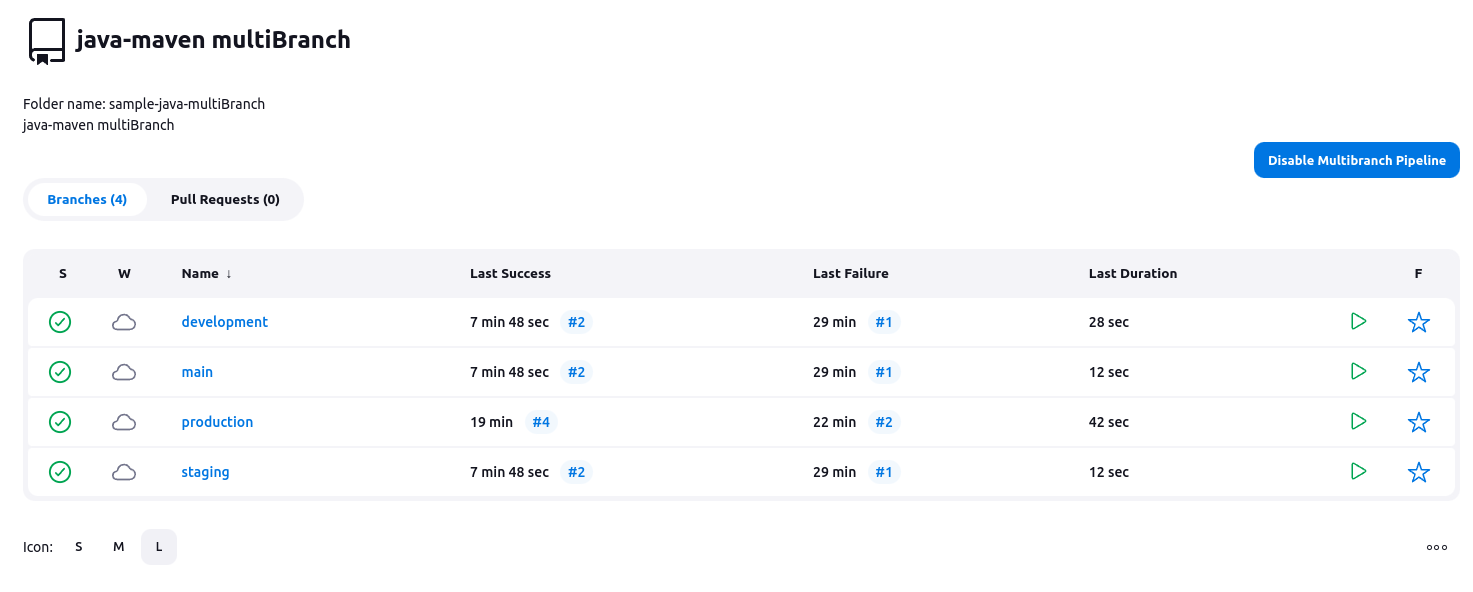 java-maven multiBranch
Folder name: sample-java-multiBranch
java-maven multiBranch
Disable Multibranch Pipeline
Branches (4) Pull Requests (0)
S W Name ↓ Last Success Last Failure Last Duration F
development 7 min 48 sec #2 29 min #1 28 sec
main 7 min 48 sec #2 29 min #1 12 sec
production 19 min #4 22 min #2 42 sec
staging 7 min 48 sec #2 29 min #1 12 sec
Icon: S M L